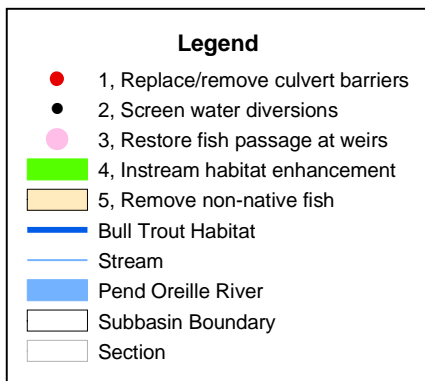 Legend
1, Replace/remove culvert barriers
2, Screen water diversions
3, Restore fish passage at weirs
4, Instream habitat enhancement
5, Remove non-native fish
Bull Trout Habitat
Stream
Pend Oreille River
Subbasin Boundary
Section